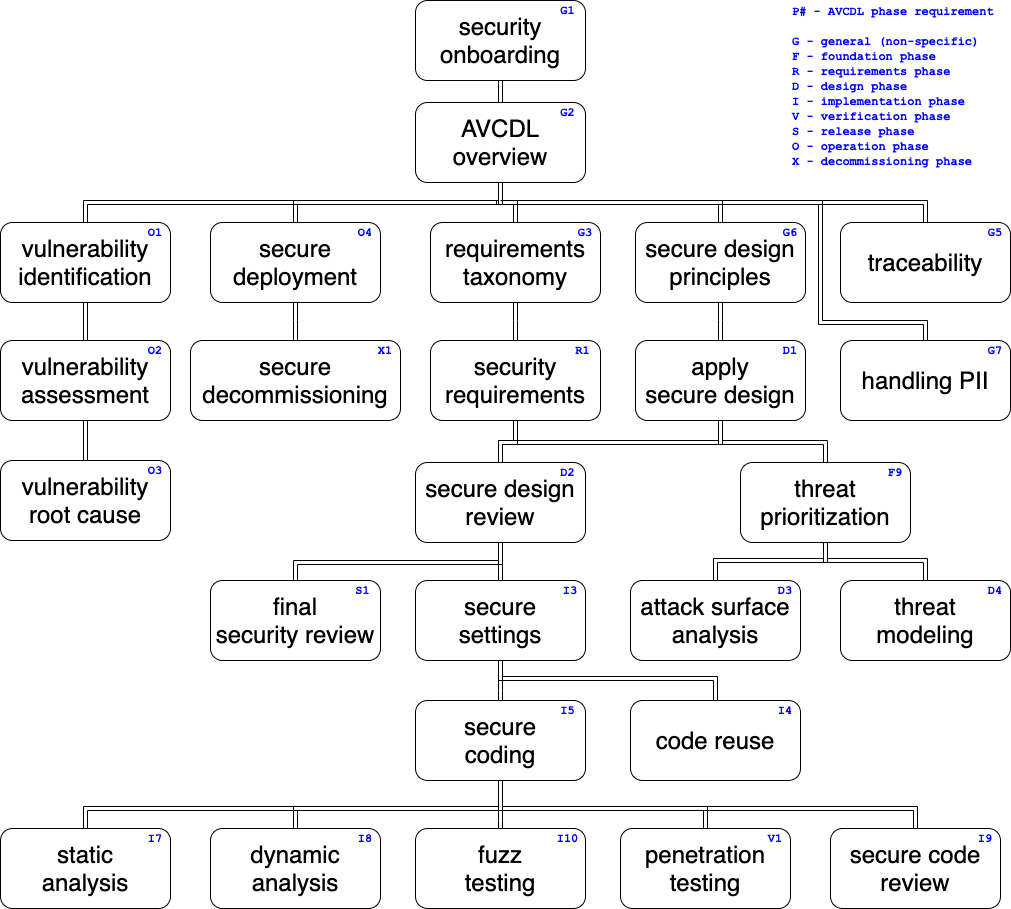 G1
security
onboarding
P# - AVCDL phase requirement
G - general (non-specific)
F - foundation phase
R - requirements phase
D - design phase
I - implementation phase
V - verification phase
S - release phase
O - operation phase
X - decommissioning phase
G2
AVCDL
overview
O1
vulnerability
identification
O4
secure
deployment
G3
requirements
taxonomy
G6
secure design
principles
G5
traceability
O2
vulnerability
assessment
X1
secure
decommissioning
R1
security
requirements
D1
apply
secure design
G7
handling PII
O3
vulnerability
root cause
D2
secure design
review
F9
threat
prioritization
S1
final
security review
I3
secure
settings
D3
attack surface
analysis
D4
threat
modeling
I5
secure
coding
I4
code reuse
I7
static
analysis
I8
dynamic
analysis
I10
fuzz
testing
V1
penetration
testing
I9
secure code
review